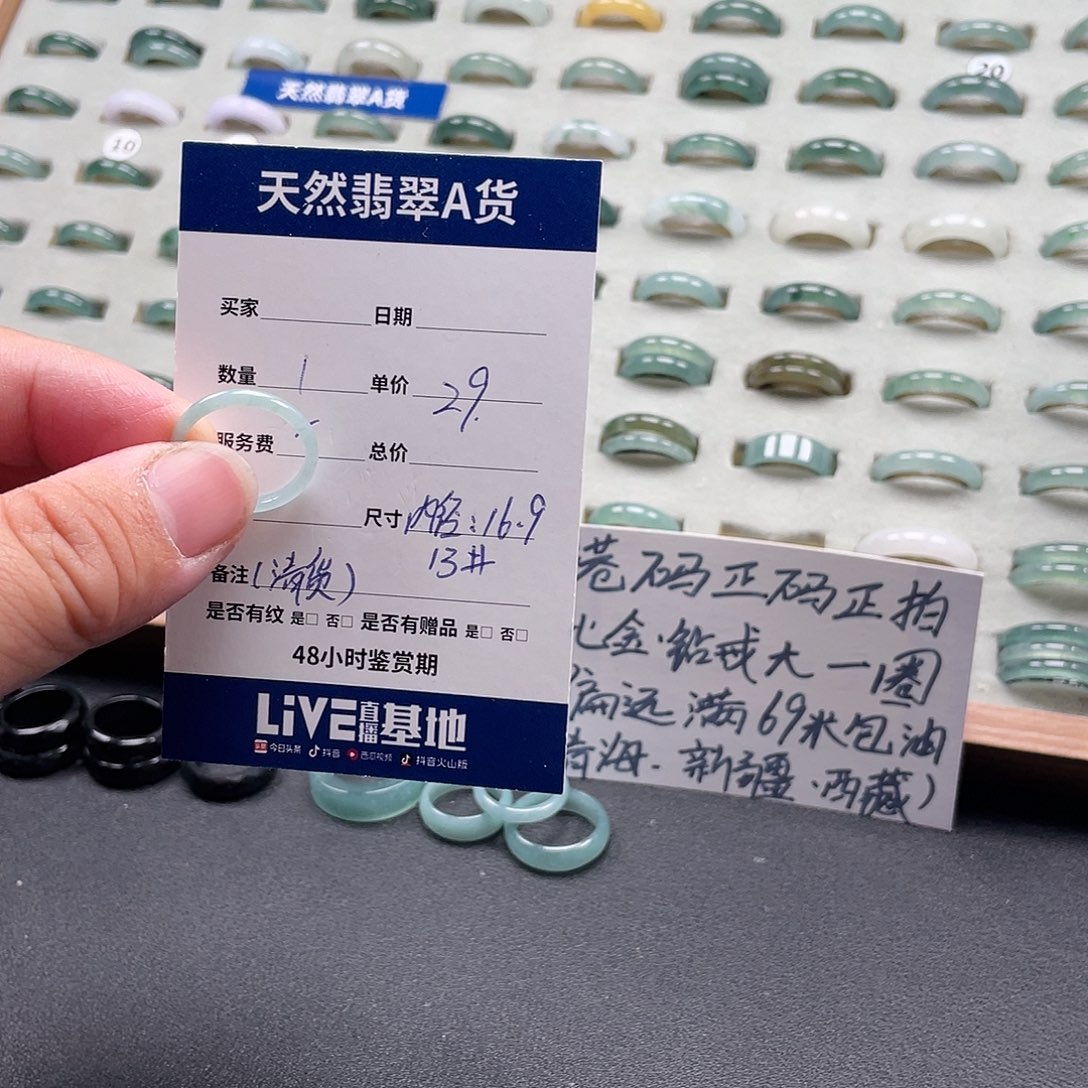 20
天然翡翠A货
10
天然翡翠A货
买家 日期
数量 1 单价 29.
服务费 总价
尺寸 内径:16.9
13#
备注(清货)
是否有纹 是□ 否□ 是否有赠品 是□ 否□
48小时鉴赏期
LIVE直播基地
今日头条 抖音 西瓜视频 抖音火山版
码正码正拍
金·钻戒大一圈
偏远满69米包油
青海.新疆.西藏)